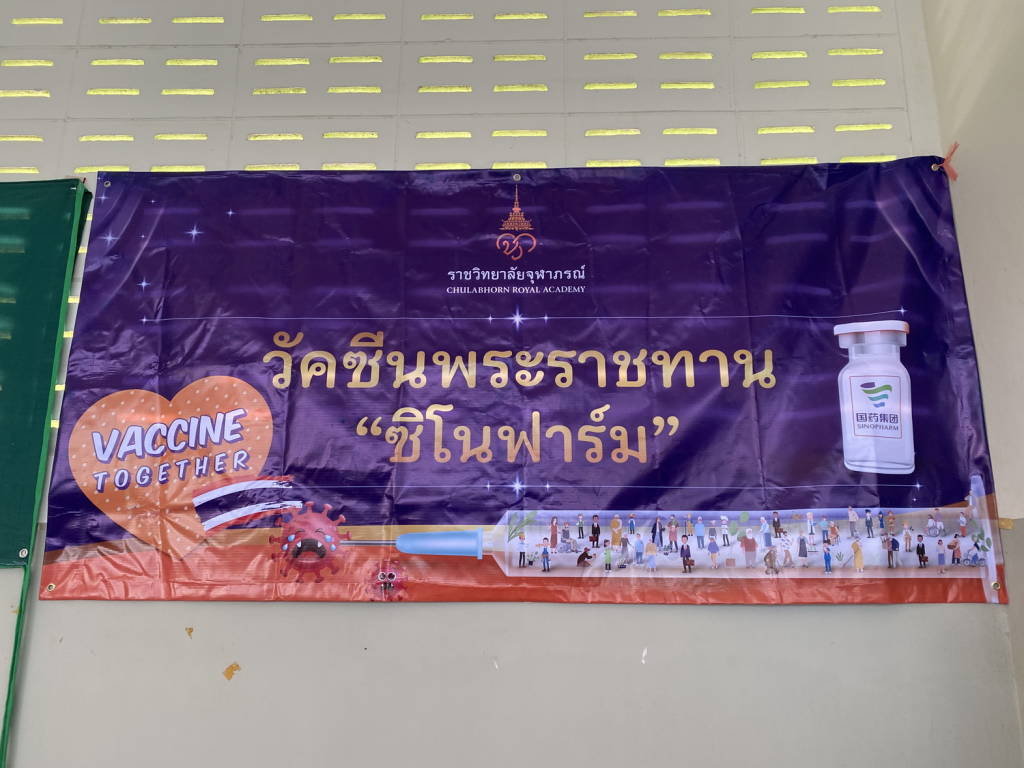 ราชวิทยาลัยจุฬาภรณ์
CHULABHORN ROYAL ACADEMY
วัคซีนพระราชทาน
“ซิโนฟาร์ม”
VACCINE
TOGETHER
国药集团
SINOPHARM